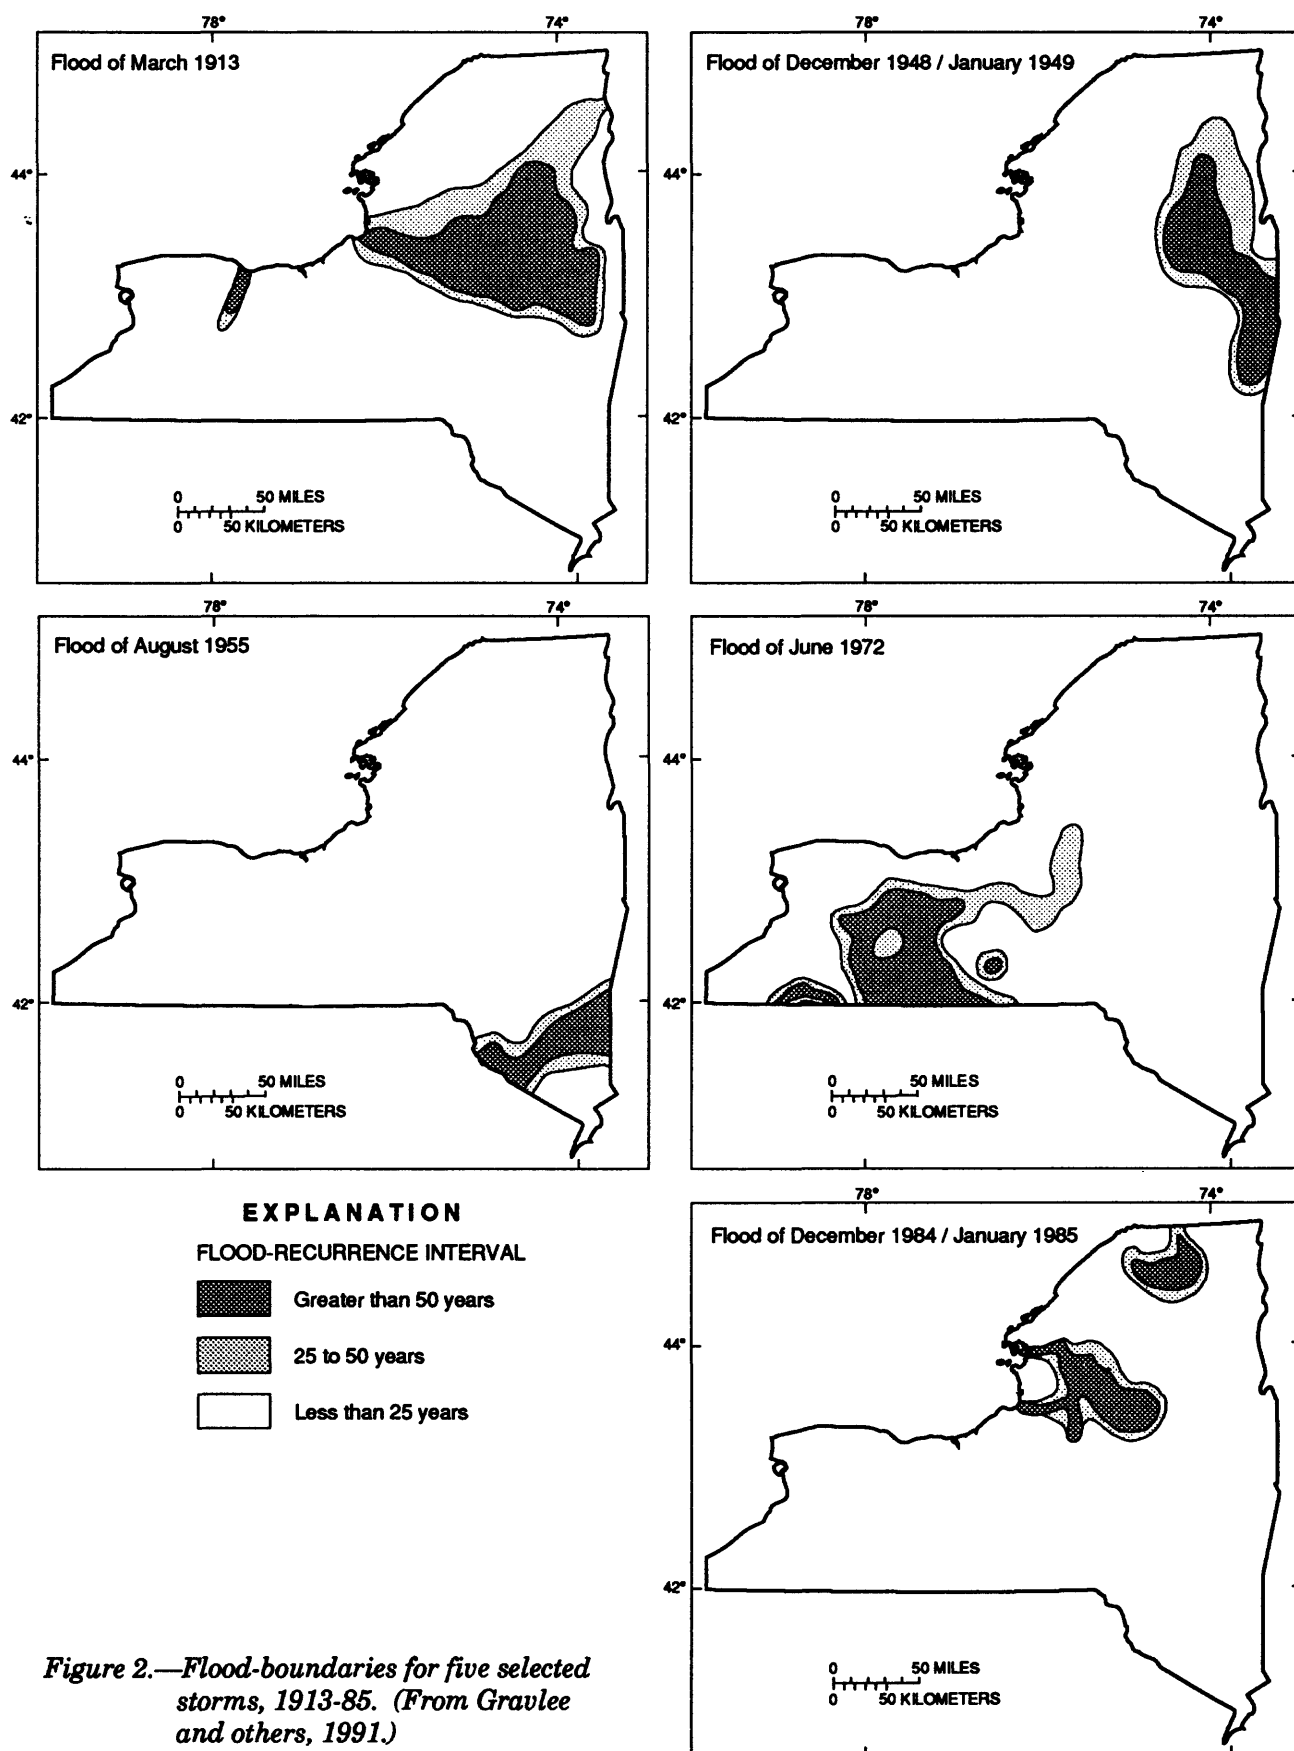 78°
74°
Flood of March 1913
44°
42°
0 50 MILES
0 50 KILOMETERS
78°
74°
Flood of December 1948 / January 1949
44°
42°
0 50 MILES
0 50 KILOMETERS
78°
74°
Flood of August 1955
44°
42°
0 50 MILES
0 50 KILOMETERS
78°
74°
Flood of June 1972
44°
42°
0 50 MILES
0 50 KILOMETERS
EXPLANATION
FLOOD-RECURRENCE INTERVAL
Greater than 50 years
25 to 50 years
Less than 25 years
78°
74°
Flood of December 1984 / January 1985
44°
42°
0 50 MILES
0 50 KILOMETERS
Figure 2.—Flood-boundaries for five selected
storms, 1913-85. (From Gravlee
and others, 1991.)